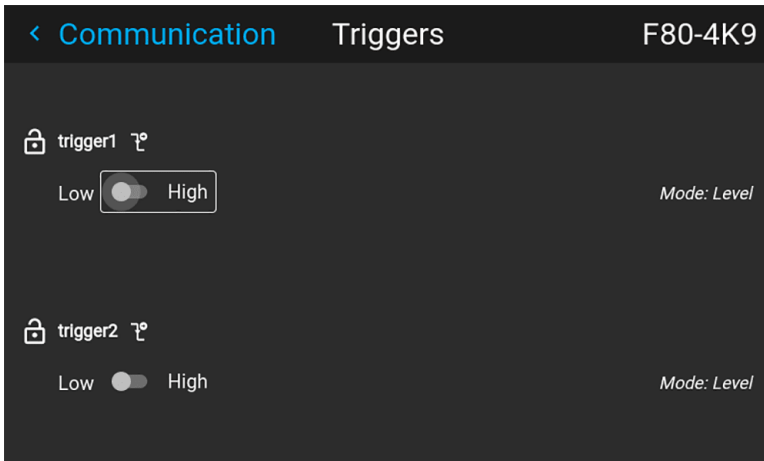 < Communication Triggers F80-4K9
trigger1
Low High Mode: Level
trigger2
Low High Mode: Level